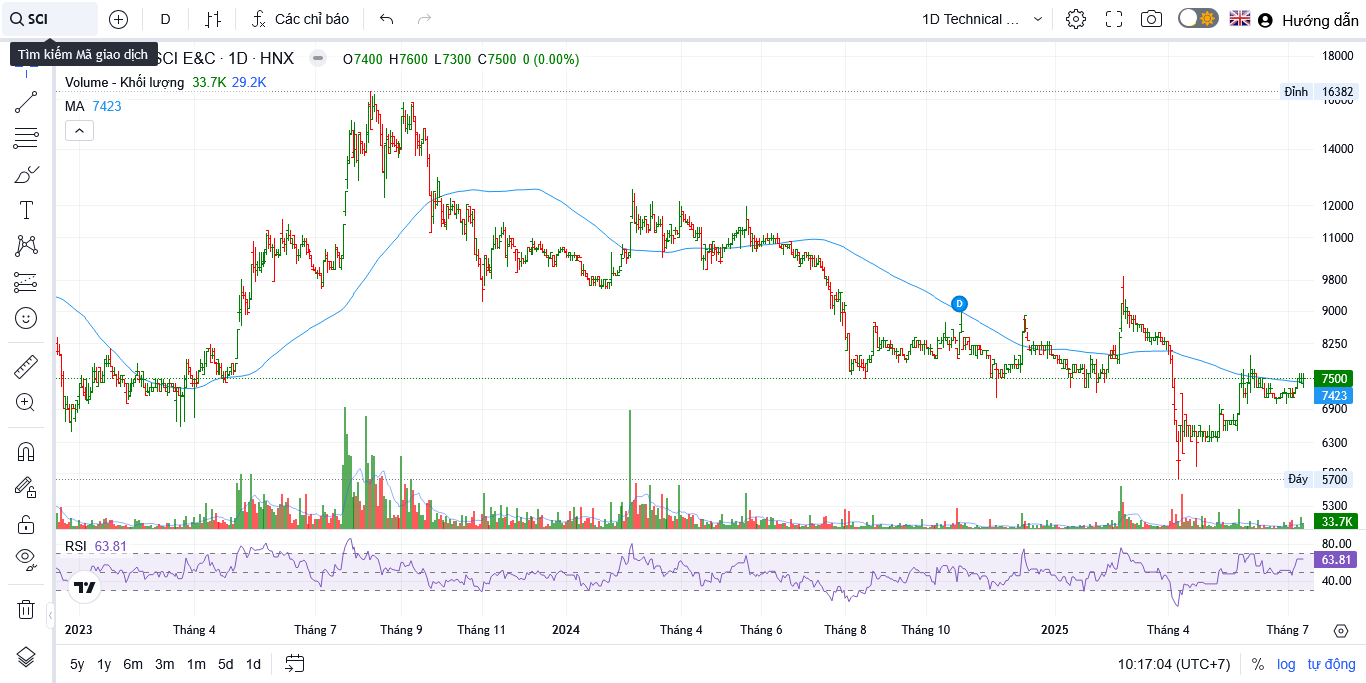 SCI D Các chỉ báo 1D Technical ... Hướng dẫn
Tìm kiếm Mã giao dịch SCI E&C · 1D · HNX O7400 H7600 L7300 C7500 0 (0.00%)
Volume - Khối lượng 33.7K 29.2K
MA 7423
18000
Đỉnh 16382
16000
14000
12000
11000
9800
9000
8250
7500
7423
6900
6300
5800
Đáy 5700
5300
33.7K
D
RSI 63.81
80.00
63.81
40.00
2023 Tháng 4 Tháng 7 Tháng 9 Tháng 11 2024 Tháng 4 Tháng 6 Tháng 8 Tháng 10 2025 Tháng 4 Tháng 7
5y 1y 6m 3m 1m 5d 1d 10:17:04 (UTC+7) % log tự động